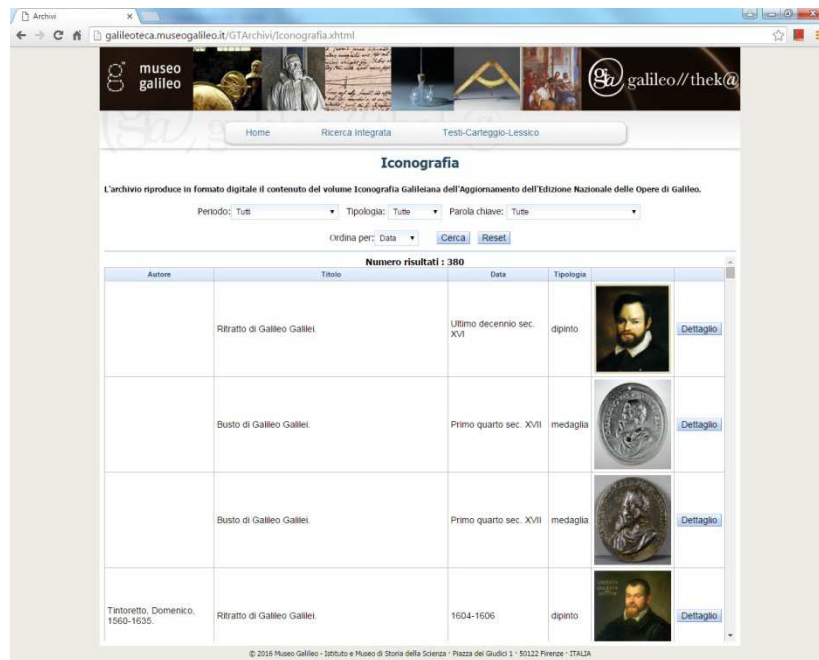 Archivi
galileoteca.museogalileo.it/GTArchivi/Iconografia.xhtml
museo
galileo
galileo//thek@
Home Ricerca Integrata Testi-Carteggio-Lessico
Iconografia
L'archivio riproduce in formato digitale il contenuto del volume Iconografia Galileiana dell'Aggiornamento dell'Edizione Nazionale delle Opere di Galileo.
Periodo: Tutti Tipologia: Tutte Parola chiave: Tutte
Ordina per: Data Cerca Reset
Numero risultati : 380
Autore Titolo Data Tipologia
Ritratto di Galileo Galilei. Ultimo decennio sec. XVI dipinto Dettaglio
Busto di Galileo Galilei. Primo quarto sec. XVII medaglia Dettaglio
Busto di Galileo Galilei. Primo quarto sec. XVII medaglia Dettaglio
Tintoretto, Domenico, 1560-1635. Ritratto di Galileo Galilei. 1604-1606 dipinto Dettaglio
© 2016 Museo Galileo - Istituto e Museo di Storia della Scienza · Piazza dei Giudici 1 · 50122 Firenze · ITALIA